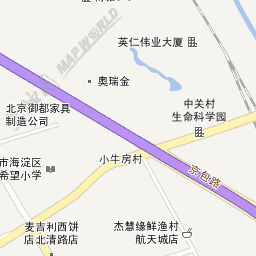 MAP WORLD
英仁伟业大厦
奥瑞金
中关村
生命科学园
北京御都家具
制造公司
小牛房村
京包路
市海淀区
希望小学
麦吉利西饼
店北清路店
杰慧缘鲜渔村
航天城店